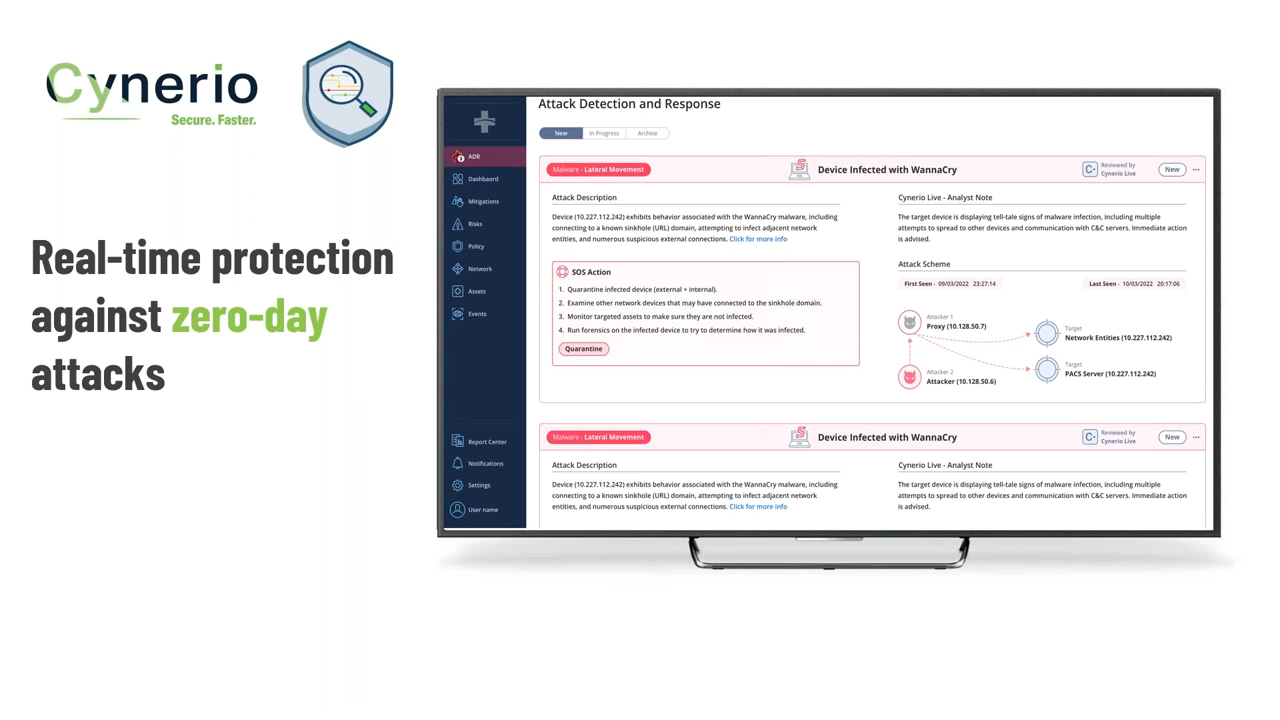 Cynerio
Secure. Faster.
Real-time protection
against zero-day
attacks
Attack Detection and Response
New In Progress Archive
ADR
Dashbaord
Mitigations
Risks
Policy
Network
Assets
Events
Report Center
Notifications
Settings
User name
Malware - Lateral Movement
Device Infected with WannaCry
Reviewed by
Cynerio Live
New
Attack Description
Device (10.227.112.242) exhibits behavior associated with the WannaCry malware, including
connecting to a known sinkhole (URL) domain, attempting to infect adjacent network
entities, and numerous suspicious external connections. Click for more info
SOS Action
1. Quarantine infected device (external + internal).
2. Examine other network devices that may have connected to the sinkhole domain.
3. Monitor targeted assets to make sure they are not infected.
4. Run forensics on the infected device to try to determine how it was infected.
Quarantine
Cynerio Live - Analyst Note
The target device is displaying tell-tale signs of malware infection, including multiple
attempts to spread to other devices and communication with C&C servers. Immediate action
is advised.
Attack Scheme
First Seen - 09/03/2022 23:27:14
Last Seen - 10/03/2022 20:17:06
Attacker 1
Proxy (10.128.50.7)
Attacker 2
Attacker (10.128.50.6)
Target
Network Entities (10.227.112.242)
Target
PACS Server (10.227.112.242)
Malware - Lateral Movement
Device Infected with WannaCry
Reviewed by
Cynerio Live
New
Attack Description
Device (10.227.112.242) exhibits behavior associated with the WannaCry malware, including
connecting to a known sinkhole (URL) domain, attempting to infect adjacent network
entities, and numerous suspicious external connections. Click for more info
Cynerio Live - Analyst Note
The target device is displaying tell-tale signs of malware infection, including multiple
attempts to spread to other devices and communication with C&C servers. Immediate action
is advised.